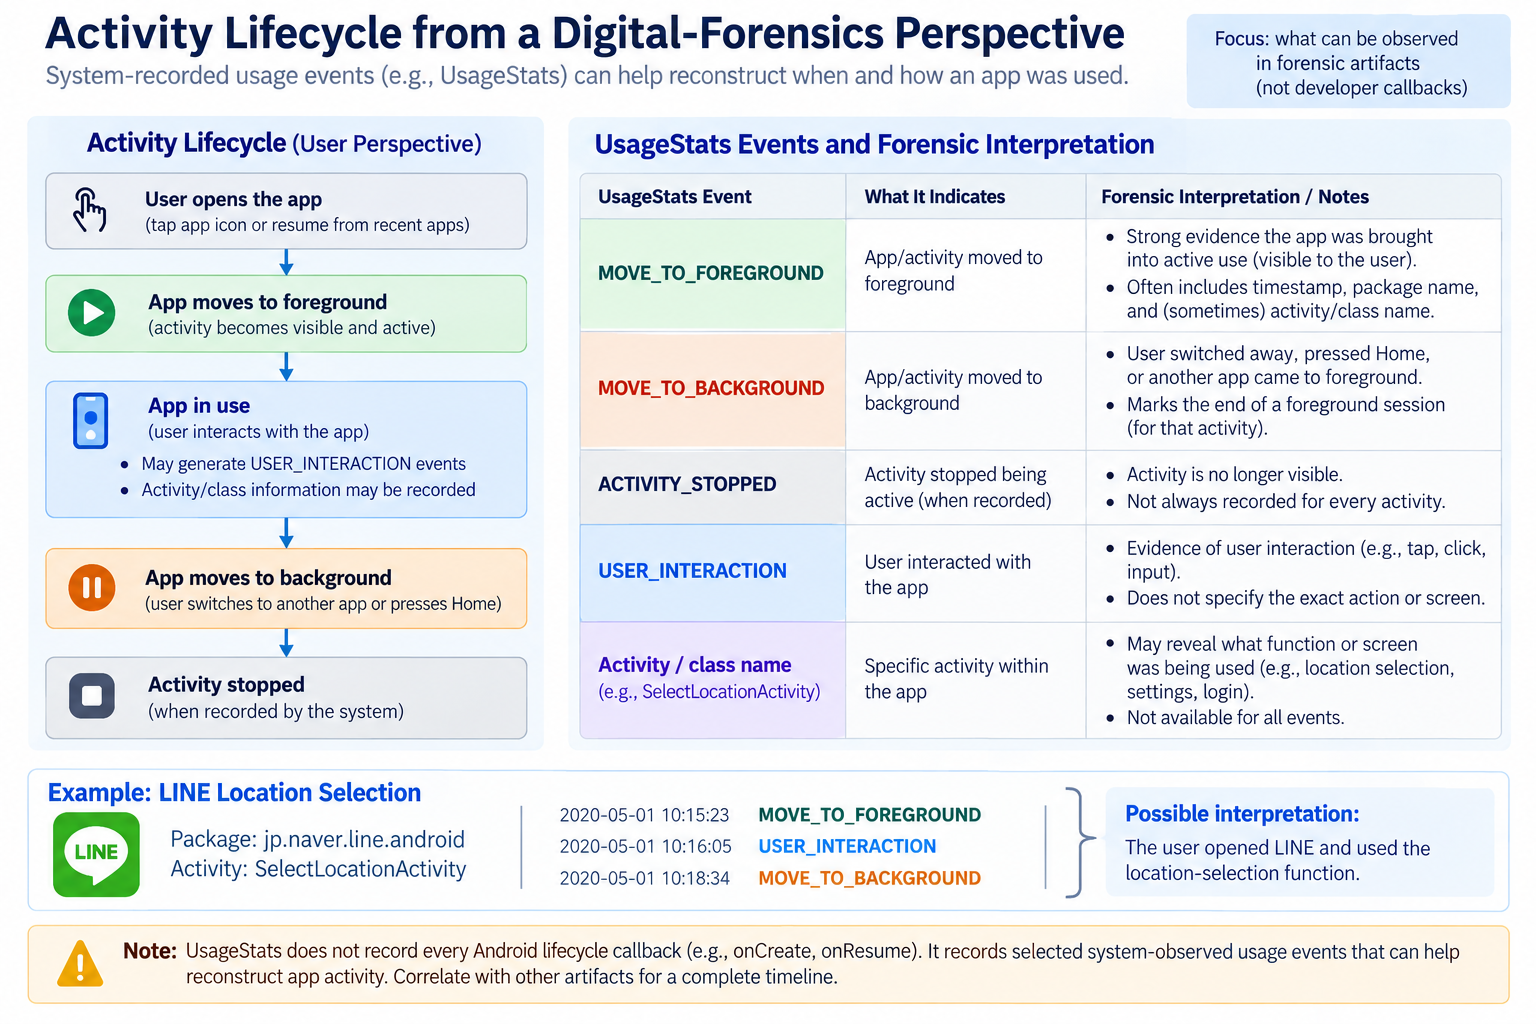 Activity Lifecycle from a Digital-Forensics Perspective
System-recorded usage events (e.g., UsageStats) can help reconstruct when and how an app was used.
Focus: what can be observed
in forensic artifacts
(not developer callbacks)
Activity Lifecycle (User Perspective)
User opens the app
(tap app icon or resume from recent apps)
App moves to foreground
(activity becomes visible and active)
App in use
(user interacts with the app)
• May generate USER_INTERACTION events
• Activity/class information may be recorded
App moves to background
(user switches to another app or presses Home)
Activity stopped
(when recorded by the system)
UsageStats Events and Forensic Interpretation
UsageStats Event
What It Indicates
Forensic Interpretation / Notes
MOVE_TO_FOREGROUND
App/activity moved to
foreground
• Strong evidence the app was brought
into active use (visible to the user).
• Often includes timestamp, package name,
and (sometimes) activity/class name.
MOVE_TO_BACKGROUND
App/activity moved to
background
• User switched away, pressed Home,
or another app came to foreground.
• Marks the end of a foreground session
(for that activity).
ACTIVITY_STOPPED
Activity stopped being
active (when recorded)
• Activity is no longer visible.
• Not always recorded for every activity.
USER_INTERACTION
User interacted with
the app
• Evidence of user interaction (e.g., tap, click,
input).
• Does not specify the exact action or screen.
Activity / class name
(e.g., SelectLocationActivity)
Specific activity within
the app
• May reveal what function or screen
was being used (e.g., location selection,
settings, login).
• Not available for all events.
Example: LINE Location Selection
LINE
Package: jp.naver.line.android
Activity: SelectLocationActivity
2020-05-01 10:15:23 MOVE_TO_FOREGROUND
2020-05-01 10:16:05 USER_INTERACTION
2020-05-01 10:18:34 MOVE_TO_BACKGROUND
Possible interpretation:
The user opened LINE and used the
location-selection function.
Note: UsageStats does not record every Android lifecycle callback (e.g., onCreate, onResume). It records selected system-observed usage events that can help
reconstruct app activity. Correlate with other artifacts for a complete timeline.